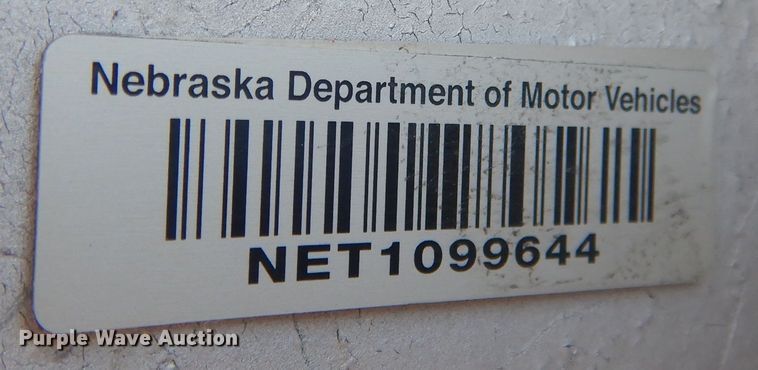 Nebraska Department of Motor Vehicles
NET1099644
Purple Wave Auction